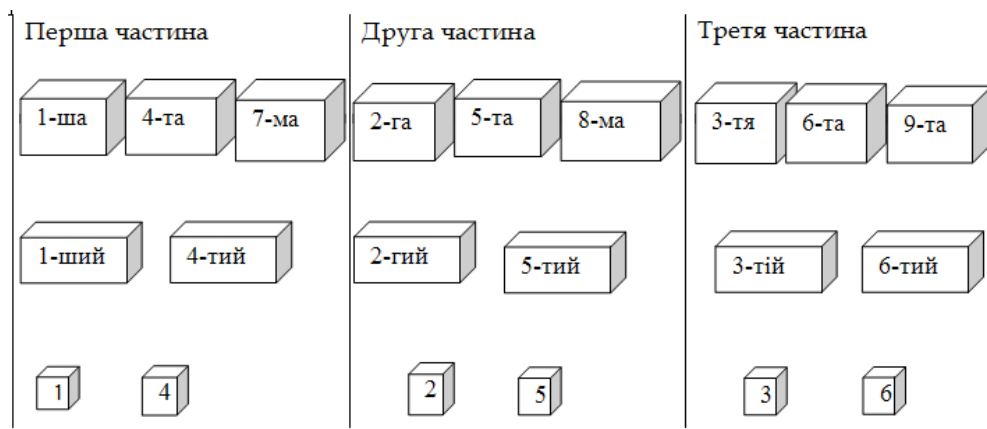 Перша частина
Друга частина
Третя частина
1-ша 4-та 7-ма
2-га 5-та 8-ма
3-тя 6-та 9-та
1-ший 4-тий
2-гий 5-тий
3-тій 6-тий
1 4
2 5
3 6